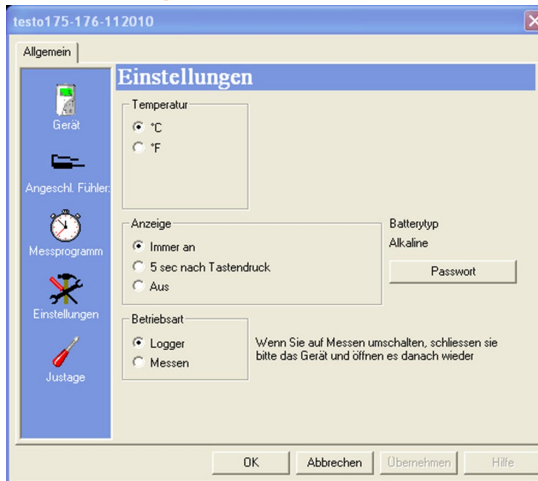 testo175-176-112010
Allgemein
Einstellungen
Gerät
Angeschl. Fühler:
Messprogramm
Einstellungen
Justage
Temperatur
°C
°F
Anzeige
Immer an
5 sec nach Tastendruck
Aus
Batterytyp
Alkaline
Passwort
Betriebsart
Logger
Messen
Wenn Sie auf Messen umschalten, schliessen sie
bitte das Gerät und öffnen es danach wieder
OK
Abbrechen
Übernehmen
Hilfe